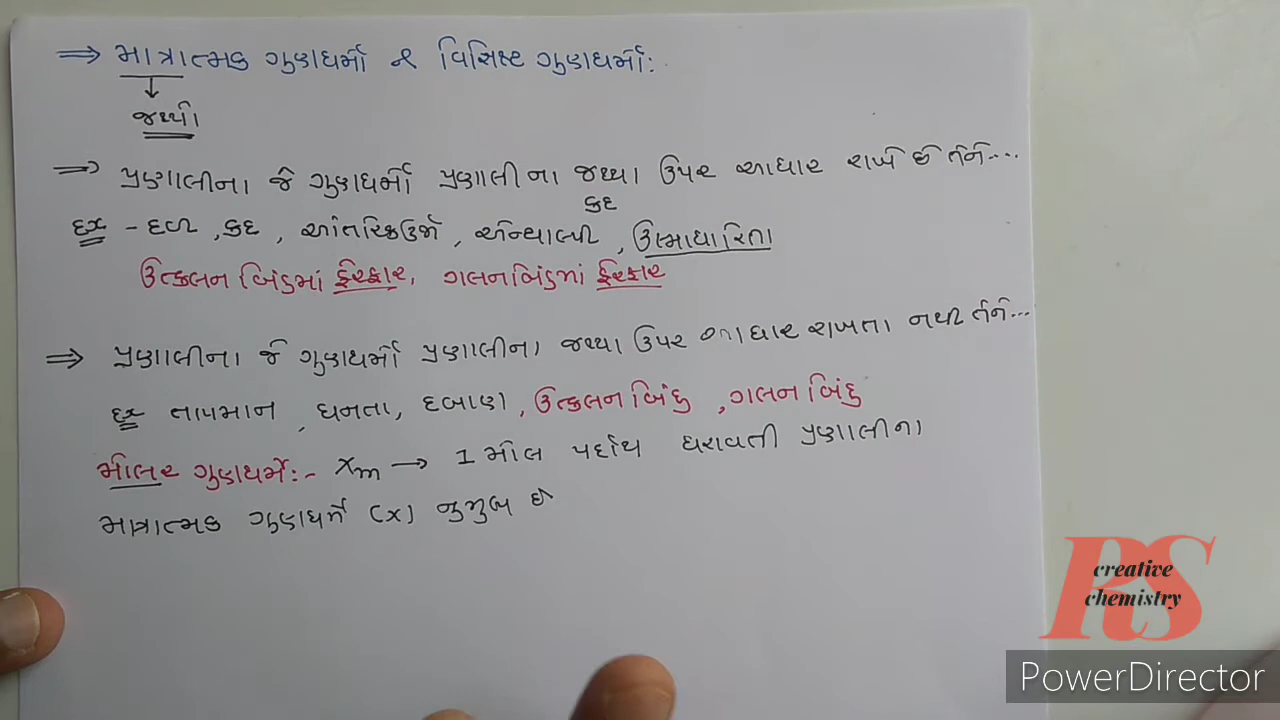 ⇒ માત્રાત્મક ગુણધર્મો ને વિસિષ્ટ ગુણધર્મો:
↓
જથ્થો
⇒ પ્રણાલીના જે ગુણધર્મો પ્રણાલીના જથ્થા ઉપર આધાર રાખે છે તેને....
કદ
દા.ત - દળ, કદ, આંતરિકઉર્જા, એન્થાલ્પી, ઉષ્માધારિતા
ઉત્કલન બિંદુમાં ફેરફાર, ગલનબિંદુમાં ફેરફાર
⇒ પ્રણાલીના જે ગુણધર્મો પ્રણાલીના જથ્થા ઉપર આધાર રાખતા નથી તેને...
દા.ત તાપમાન, ઘનતા, દબાણ, ઉત્કલન બિંદુ, ગલન બિંદુ
મોલર ગુણધર્મ:- Xm → 1 મોલ પદાર્થ ધરાવતી પ્રણાલીના
માત્રાત્મક ગુણધર્મ (x) નુમુલ્ય છે
RS
creative
chemistry
PowerDirector